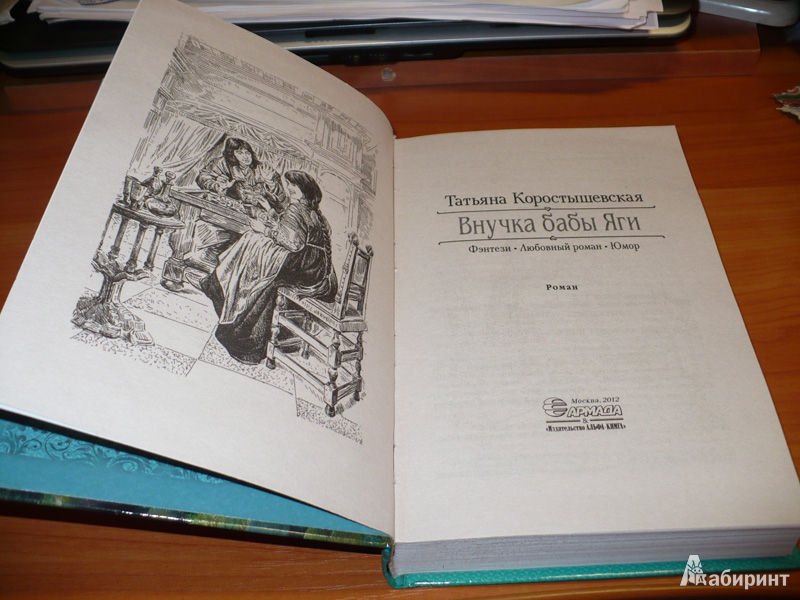 Татьяна Коростышевская
Внучка бабы Яги
Фэнтези • Любовный роман • Юмор
Роман
Москва, 2012
АРМАДА
&
«Издательство АЛЬФА-КНИГА»
Лабиринт